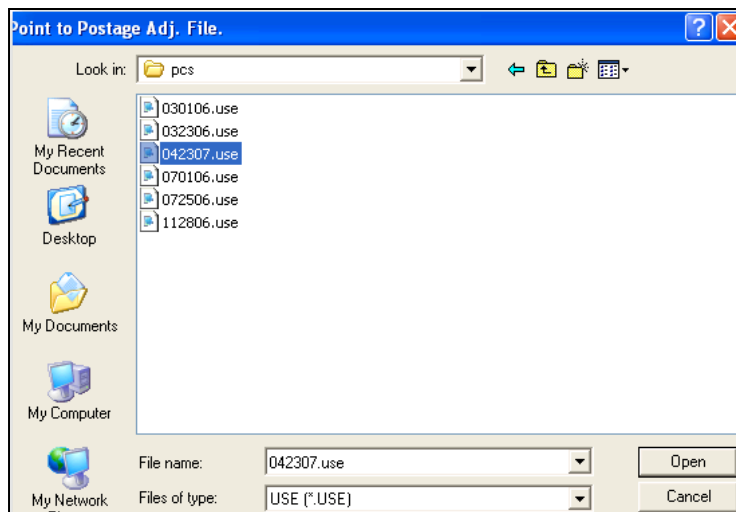 Point to Postage Adj. File.
Look in: pcs
My Recent
Documents
Desktop
My Documents
My Computer
My Network
030106.use
032306.use
042307.use
070106.use
072506.use
112806.use
File name: 042307.use Open
Files of type: USE (*.USE) Cancel